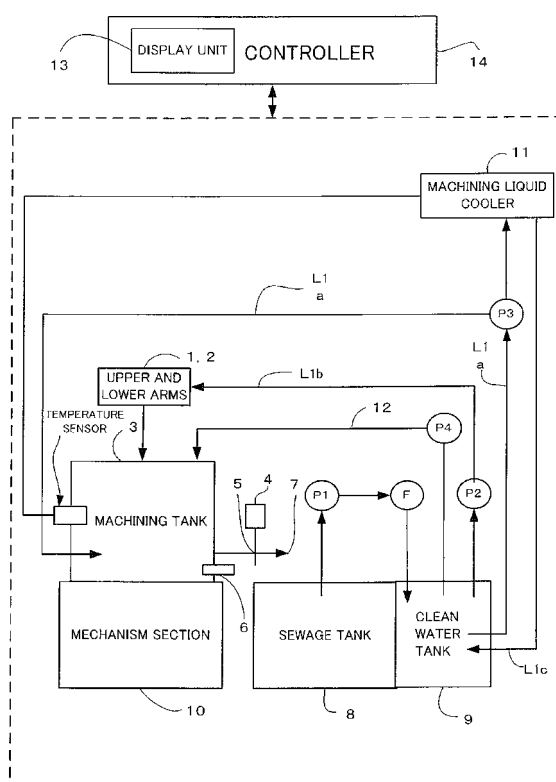 DISPLAY UNIT
CONTROLLER
13
14
11
MACHINING LIQUID
COOLER
L1
a
P3
1, 2
L1
a
UPPER AND
LOWER ARMS
L1b
TEMPERATURE
SENSOR
3
12
P4
4
5
7
P1
F
P2
MACHINING TANK
6
MECHANISM SECTION
SEWAGE TANK
CLEAN
WATER
TANK
L1c
10
8
9